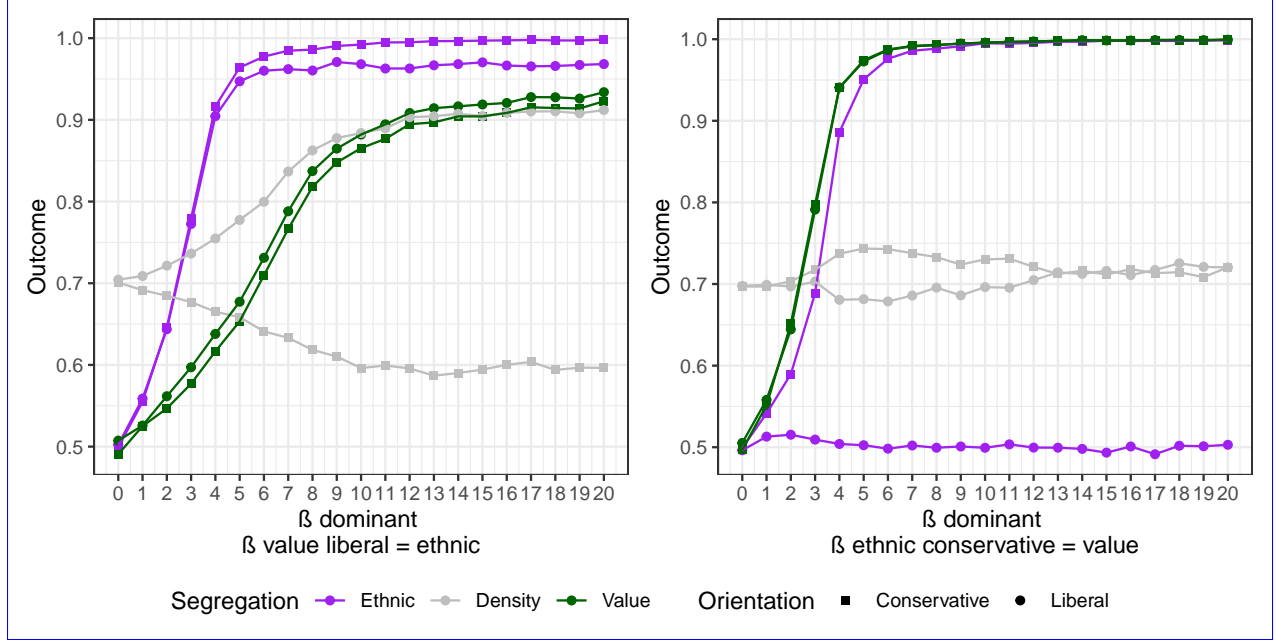 1.0
0.9
0.8
0.7
0.6
0.5
Outcome
0 1 2 3 4 5 6 7 8 9 10 11 12 13 14 15 16 17 18 19 20
ß dominant
ß value liberal = ethnic
1.0
0.9
0.8
0.7
0.6
0.5
Outcome
0 1 2 3 4 5 6 7 8 9 10 11 12 13 14 15 16 17 18 19 20
ß dominant
ß ethnic conservative = value
Segregation Ethnic Density Value Orientation Conservative Liberal